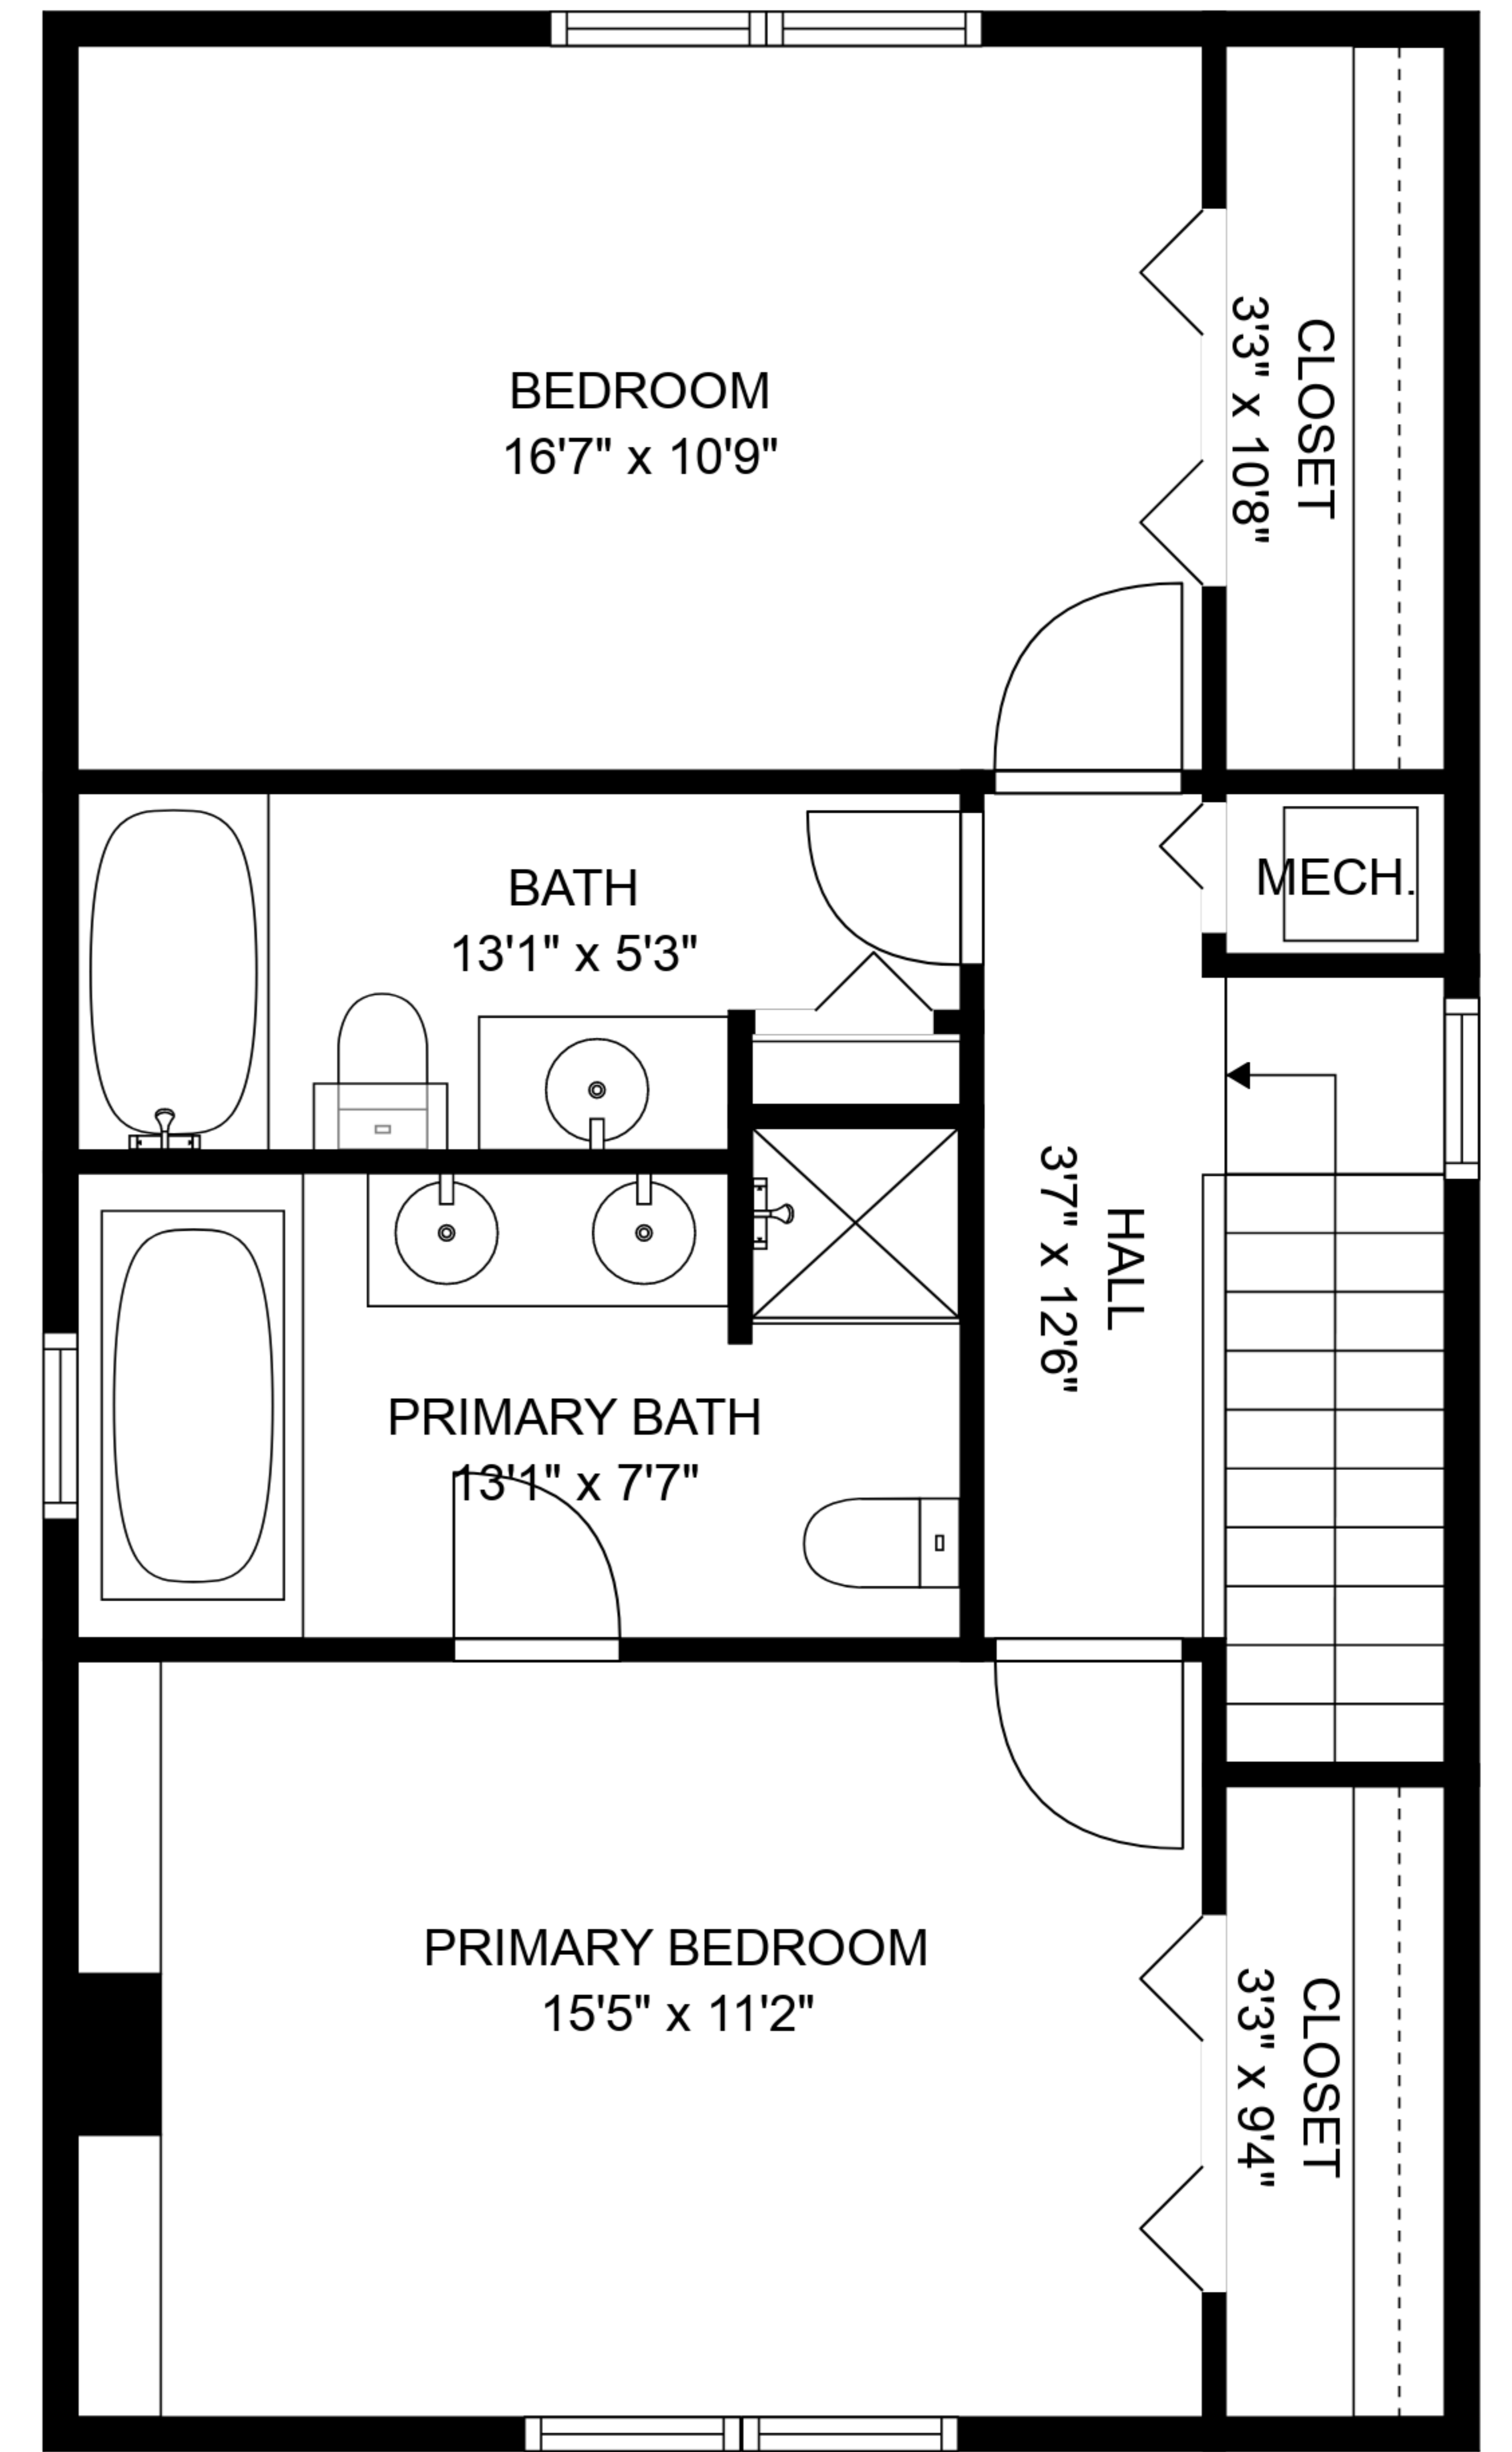 BEDROOM
16'7" x 10'9"
CLOSET
3'3" x 10'8"
BATH
13'1" x 5'3"
MECH.
HALL
3'7" x 12'6"
PRIMARY BATH
13'1" x 7'7"
PRIMARY BEDROOM
15'5" x 11'2"
CLOSET
3'3" x 9'4"